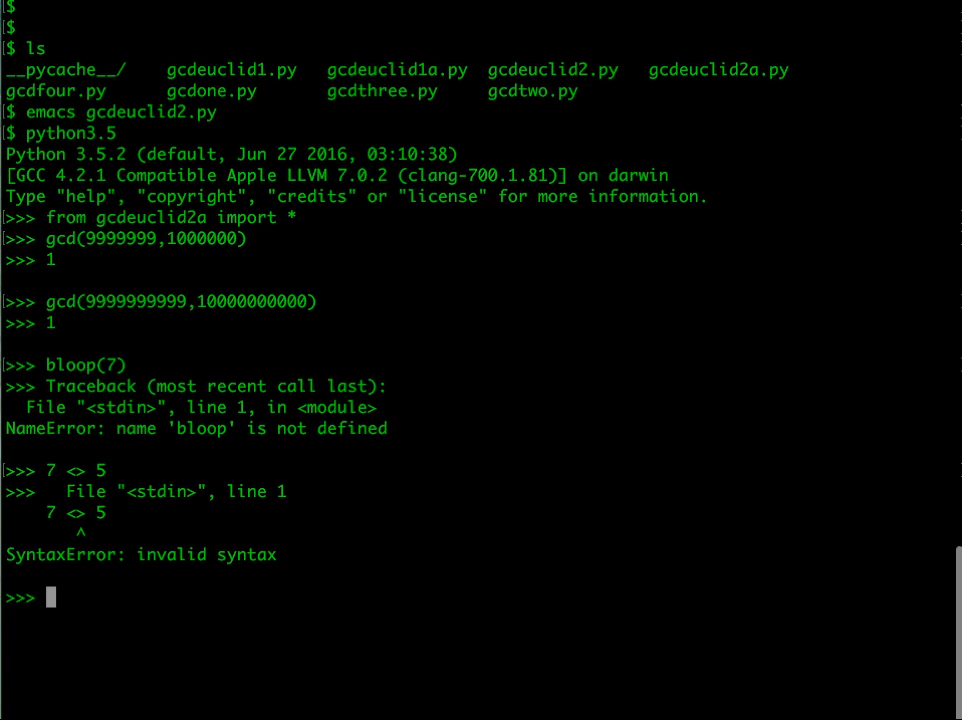 [$
[$
[$ ls
__pycache__/    gcdeuclid1.py   gcdeuclid1a.py  gcdeuclid2.py   gcdeuclid2a.py
gcdfour.py      gcdone.py       gcdthree.py     gcdtwo.py
[$ emacs gcdeuclid2.py
[$ python3.5
Python 3.5.2 (default, Jun 27 2016, 03:10:38)
[GCC 4.2.1 Compatible Apple LLVM 7.0.2 (clang-700.1.81)] on darwin
Type "help", "copyright", "credits" or "license" for more information.
[>>> from gcdeuclid2a import *
[>>> gcd(9999999,1000000)
>>> 1
[>>> gcd(9999999999,10000000000)
>>> 1
[>>> bloop(7)
>>> Traceback (most recent call last):
  File "<stdin>", line 1, in <module>
NameError: name 'bloop' is not defined
[>>> 7 <> 5
>>>   File "<stdin>", line 1
    7 <> 5
       ^
SyntaxError: invalid syntax
>>>